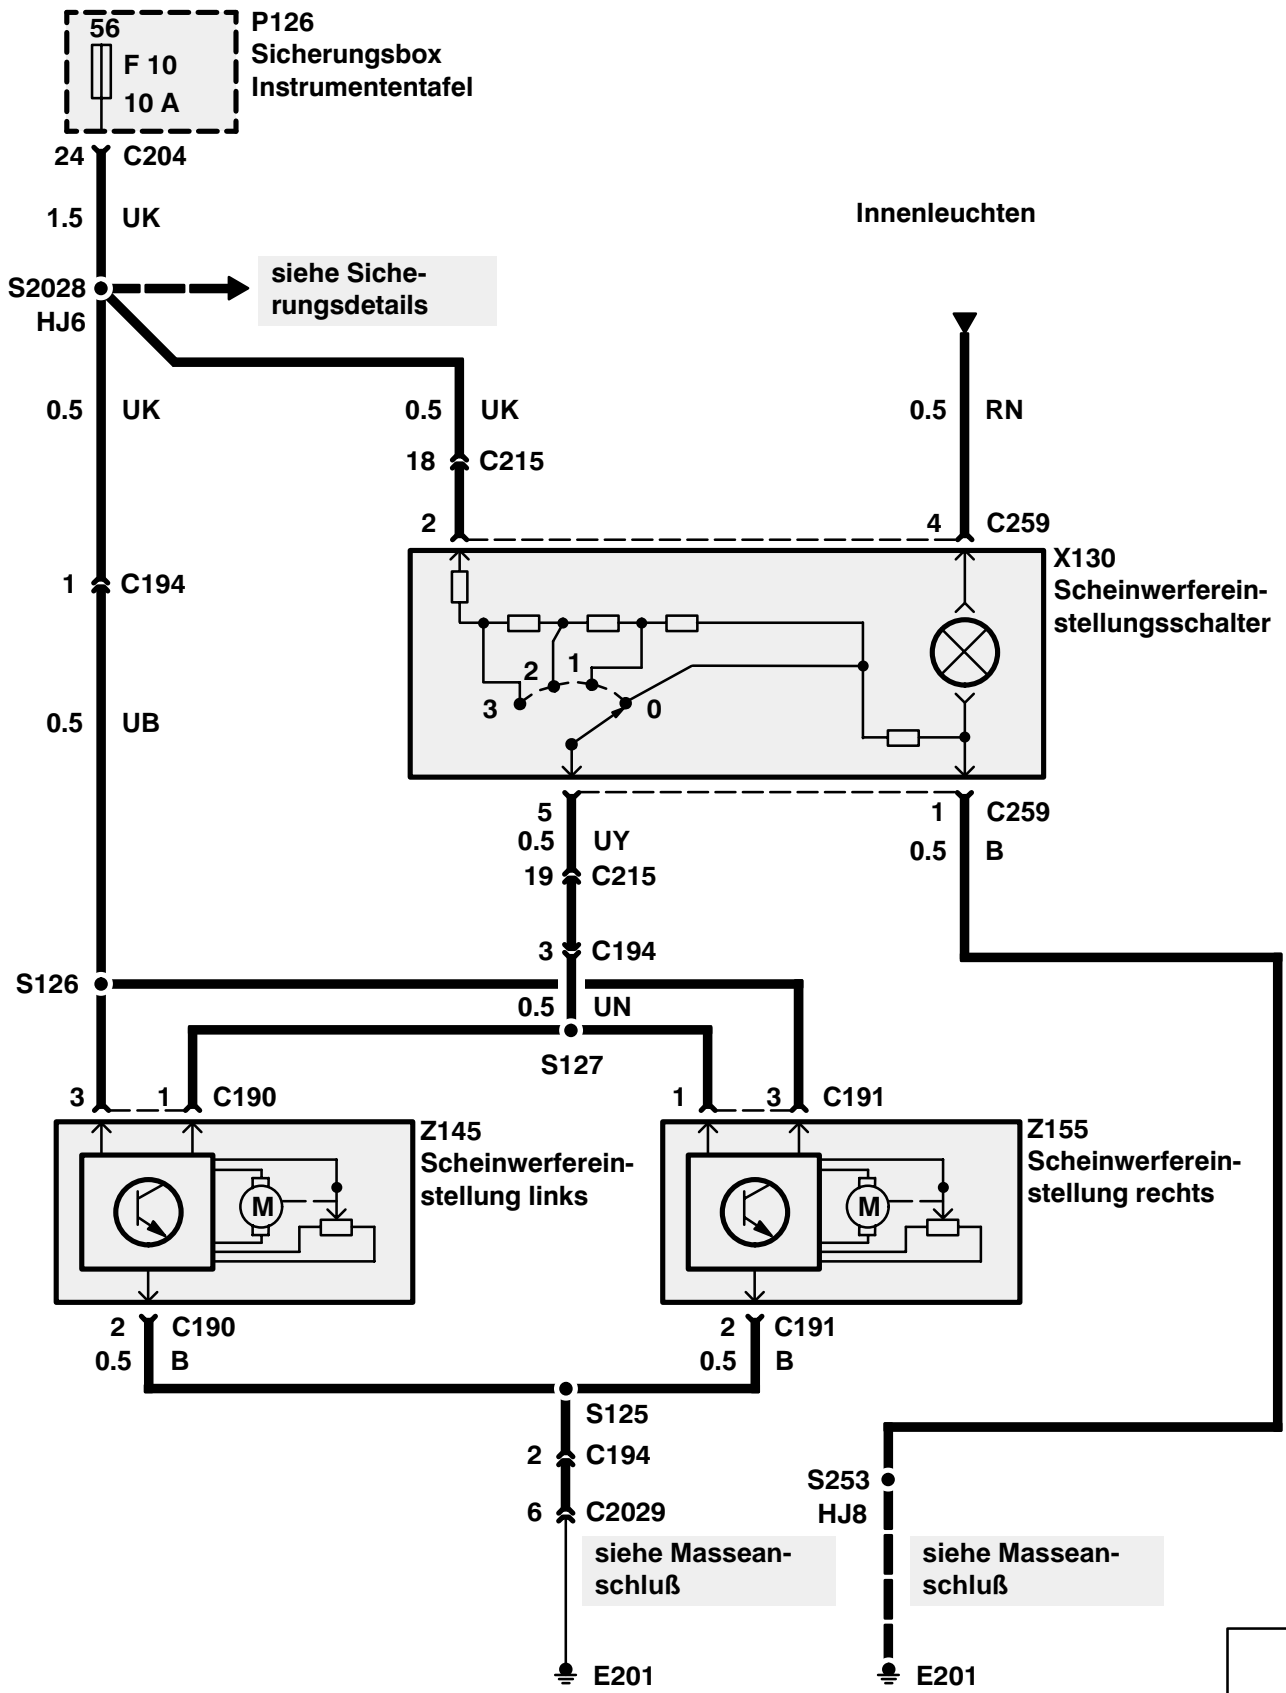 56
F 10
10 A
P126
Sicherungsbox
Instrumententafel
24 C204
1.5 UK
Innenleuchten
S2028
HJ6
siehe Siche-
rungsdetails
0.5 UK
0.5 UK
0.5 RN
18 C215
2
4 C259
1 C194
X130
Scheinwerferein-
stellungsschalter
3
2
1
0
0.5 UB
5
0.5 UY
1 C259
0.5 B
19 C215
3 C194
S126
0.5 UN
S127
3 1 C190
1 3 C191
Z145
Scheinwerferein-
stellung links
M
Z155
Scheinwerferein-
stellung rechts
M
2 C190
0.5 B
2 C191
0.5 B
S125
2 C194
6 C2029
S253
HJ8
siehe Massean-
schluß
siehe Massean-
schluß
E201
E201